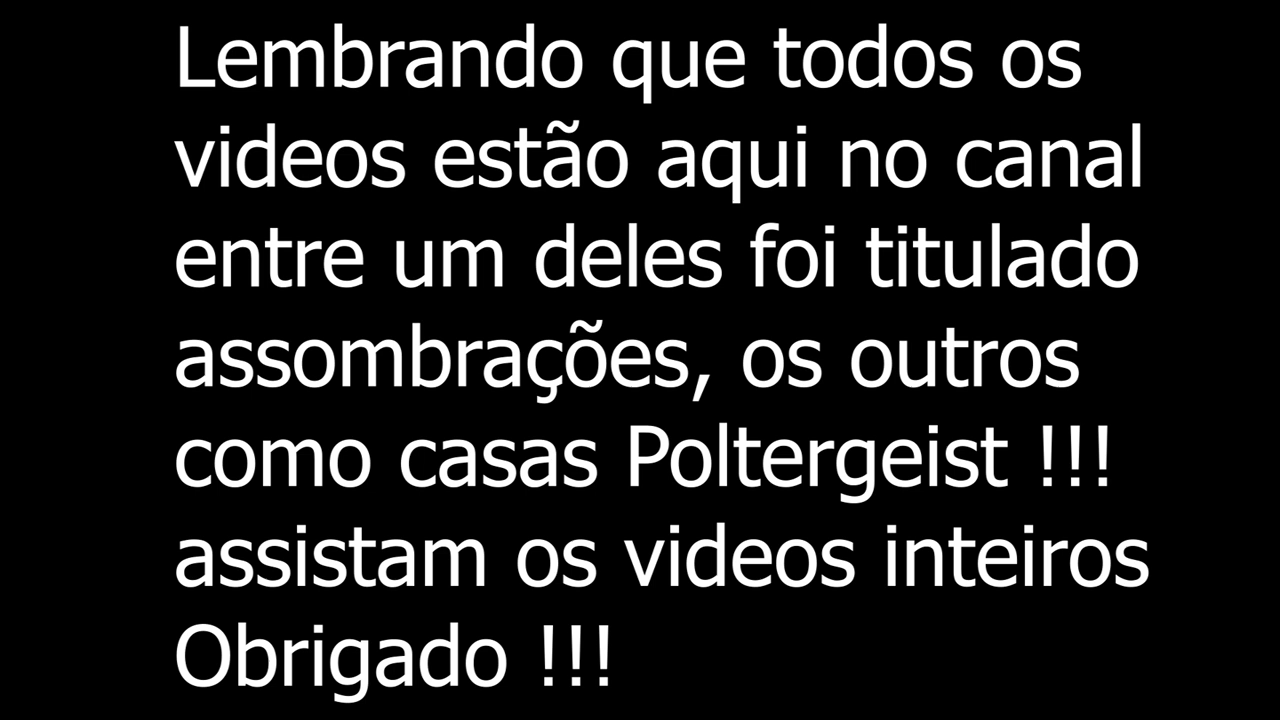 Lembrando que todos os
videos estão aqui no canal
entre um deles foi titulado
assombrações, os outros
como casas Poltergeist !!!
assistam os videos inteiros
Obrigado !!!